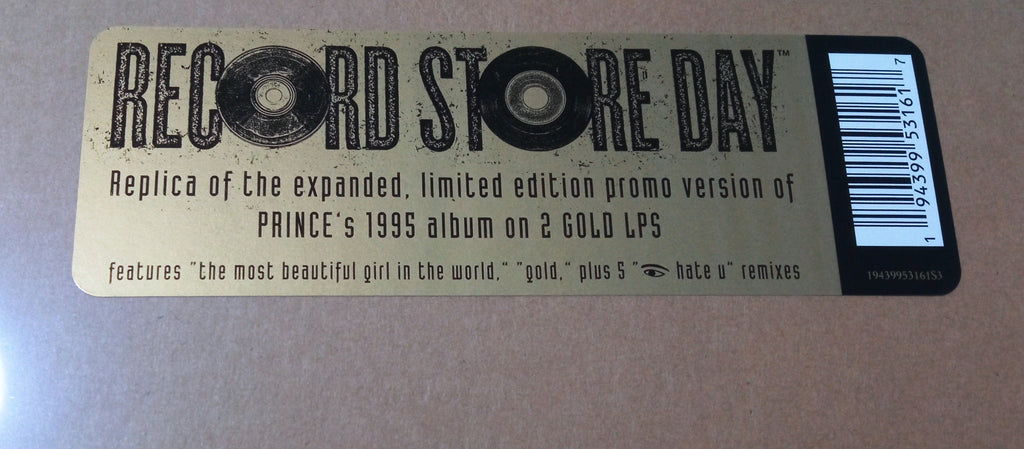 RECORD STORE DAY™
Replica of the expanded, limited edition promo version of
PRINCE's 1995 album on 2 GOLD LPS
features "the most beautiful girl in the world," "gold," plus 5 "👁 hate u" remixes
1 94399 53161 7
19439953161S3